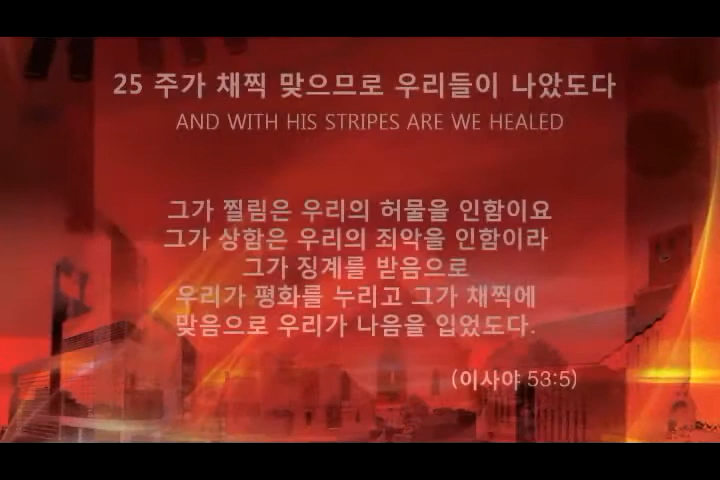 25 주가 채찍 맞으므로 우리들이 나았도다
AND WITH HIS STRIPES ARE WE HEALED
그가 찔림은 우리의 허물을 인함이요
그가 상함은 우리의 죄악을 인함이라
그가 징계를 받음으로
우리가 평화를 누리고 그가 채찍에
맞음으로 우리가 나음을 입었도다.
(이사야 53:5)